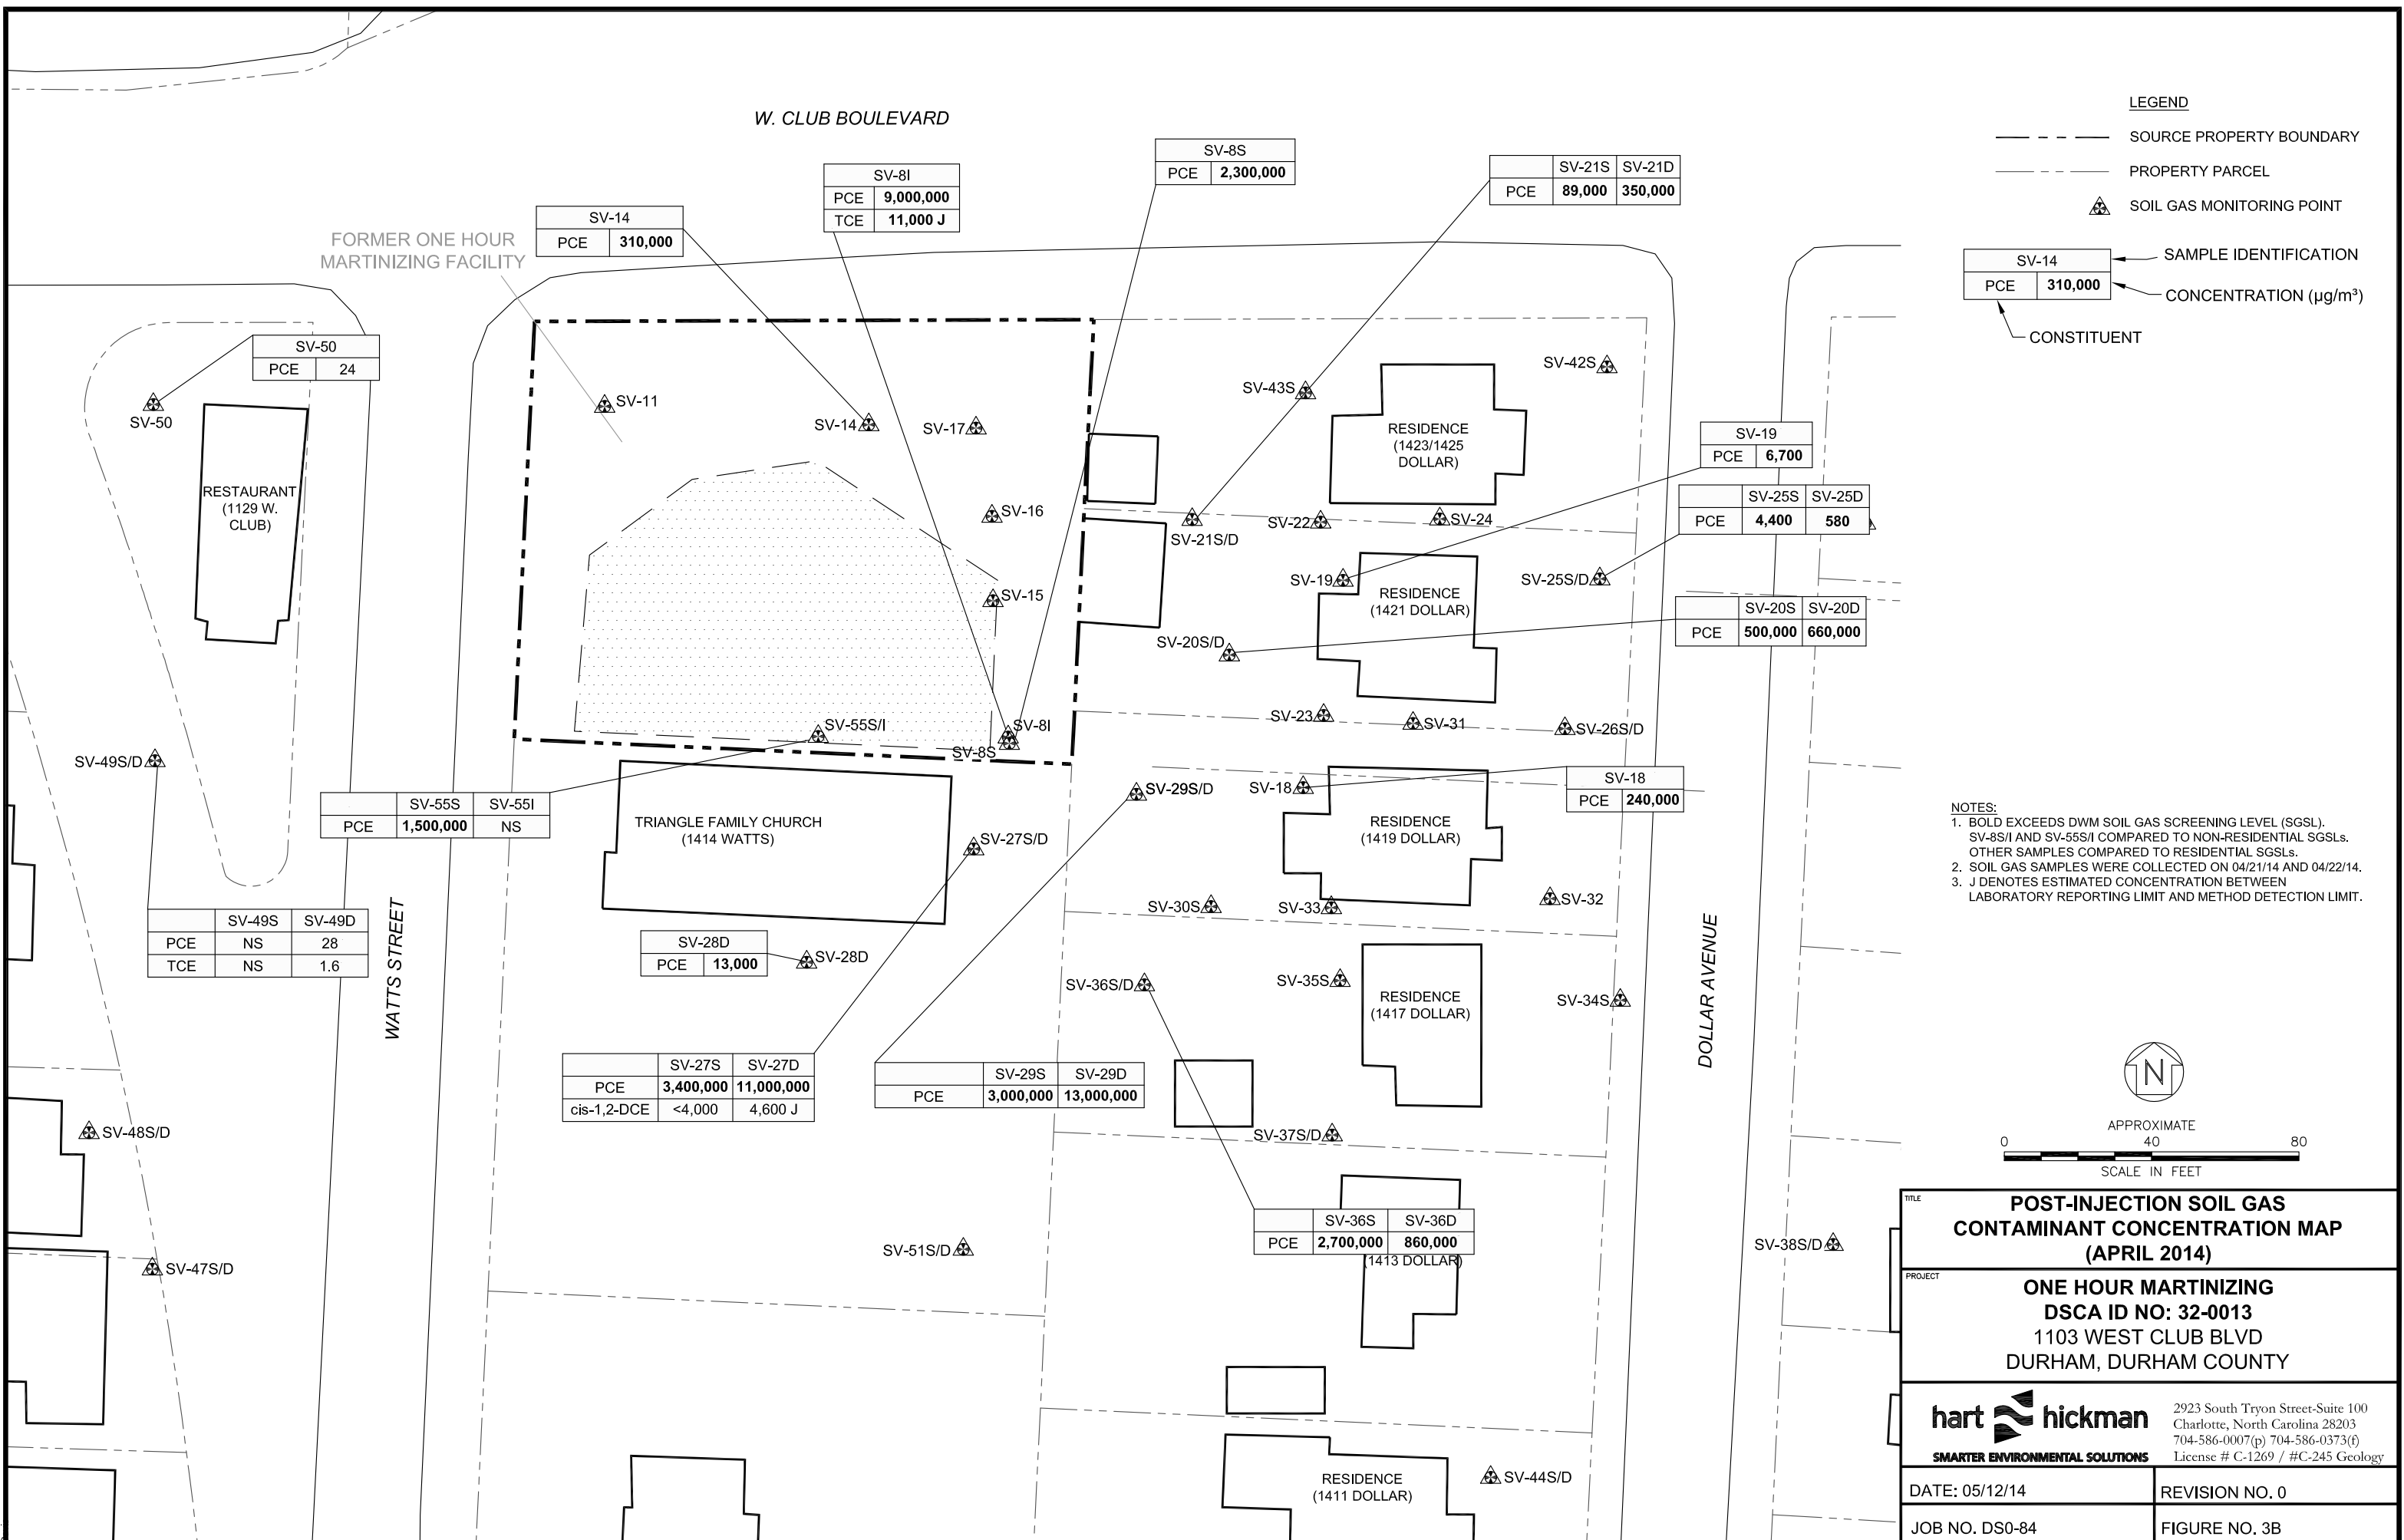 W. CLUB BOULEVARD
FORMER ONE HOUR
MARTINIZING FACILITY
SV-14
PCE 310,000
SV-8I
PCE 9,000,000
TCE 11,000 J
SV-8S
PCE 2,300,000
SV-21S SV-21D
PCE 89,000 350,000
LEGEND
SOURCE PROPERTY BOUNDARY
PROPERTY PARCEL
SOIL GAS MONITORING POINT
SV-14
PCE 310,000
SAMPLE IDENTIFICATION
CONCENTRATION (µg/m³)
CONSTITUENT
SV-50
PCE 24
SV-50
RESTAURANT
(1129 W.
CLUB)
SV-11
SV-14
SV-17
SV-16
SV-15
SV-43S
SV-42S
RESIDENCE
(1423/1425
DOLLAR)
SV-19
PCE 6,700
SV-25S SV-25D
PCE 4,400 580
SV-21S/D
SV-22
SV-24
SV-19
RESIDENCE
(1421 DOLLAR)
SV-25S/D
SV-20S SV-20D
PCE 500,000 660,000
SV-20S/D
SV-23
SV-31
SV-26S/D
SV-55S/I
SV-8I
SV-8S
SV-49S/D
SV-55S SV-55I
PCE 1,500,000 NS
TRIANGLE FAMILY CHURCH
(1414 WATTS)
SV-27S/D
SV-29S/D
SV-18
SV-18
PCE 240,000
RESIDENCE
(1419 DOLLAR)
NOTES:
1. BOLD EXCEEDS DWM SOIL GAS SCREENING LEVEL (SGSL).
SV-8S/I AND SV-55S/I COMPARED TO NON-RESIDENTIAL SGSLs.
OTHER SAMPLES COMPARED TO RESIDENTIAL SGSLs.
2. SOIL GAS SAMPLES WERE COLLECTED ON 04/21/14 AND 04/22/14.
3. J DENOTES ESTIMATED CONCENTRATION BETWEEN
LABORATORY REPORTING LIMIT AND METHOD DETECTION LIMIT.
SV-49S SV-49D
PCE NS 28
TCE NS 1.6
WATTS STREET
SV-28D
PCE 13,000
SV-28D
SV-30S
SV-33
SV-32
SV-36S/D
SV-35S
RESIDENCE
(1417 DOLLAR)
SV-34S
DOLLAR AVENUE
SV-27S SV-27D
PCE 3,400,000 11,000,000
cis-1,2-DCE <4,000 4,600 J
SV-29S SV-29D
PCE 3,000,000 13,000,000
SV-48S/D
SV-37S/D
N
APPROXIMATE
0 40 80
SCALE IN FEET
SV-36S SV-36D
PCE 2,700,000 860,000
(1413 DOLLAR)
SV-51S/D
SV-47S/D
SV-38S/D
RESIDENCE
(1411 DOLLAR)
SV-44S/D
TITLE
POST-INJECTION SOIL GAS
CONTAMINANT CONCENTRATION MAP
(APRIL 2014)
PROJECT
ONE HOUR MARTINIZING
DSCA ID NO: 32-0013
1103 WEST CLUB BLVD
DURHAM, DURHAM COUNTY
hart hickman
SMARTER ENVIRONMENTAL SOLUTIONS
2923 South Tryon Street-Suite 100
Charlotte, North Carolina 28203
704-586-0007(p) 704-586-0373(f)
License # C-1269 / #C-245 Geology
DATE: 05/12/14
REVISION NO. 0
JOB NO. DS0-84
FIGURE NO. 3B